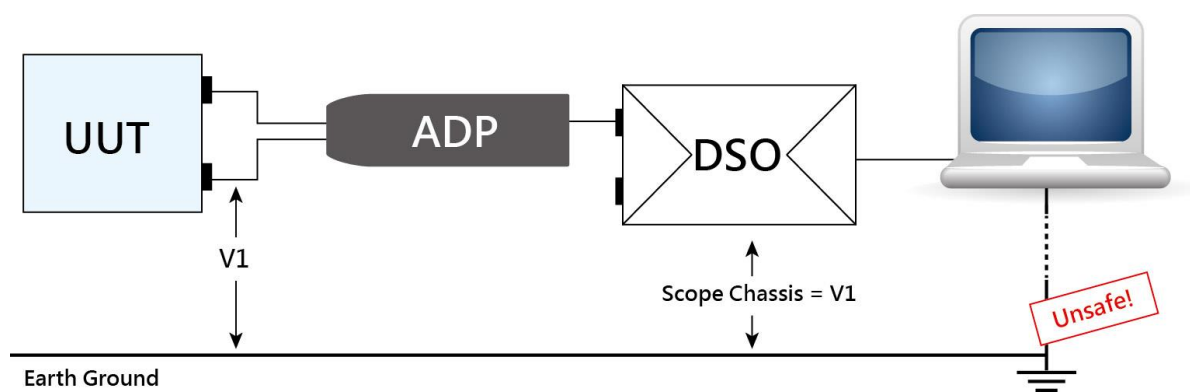 UUT
ADP
DSO
V1
Scope Chassis = V1
Unsafe!
Earth Ground